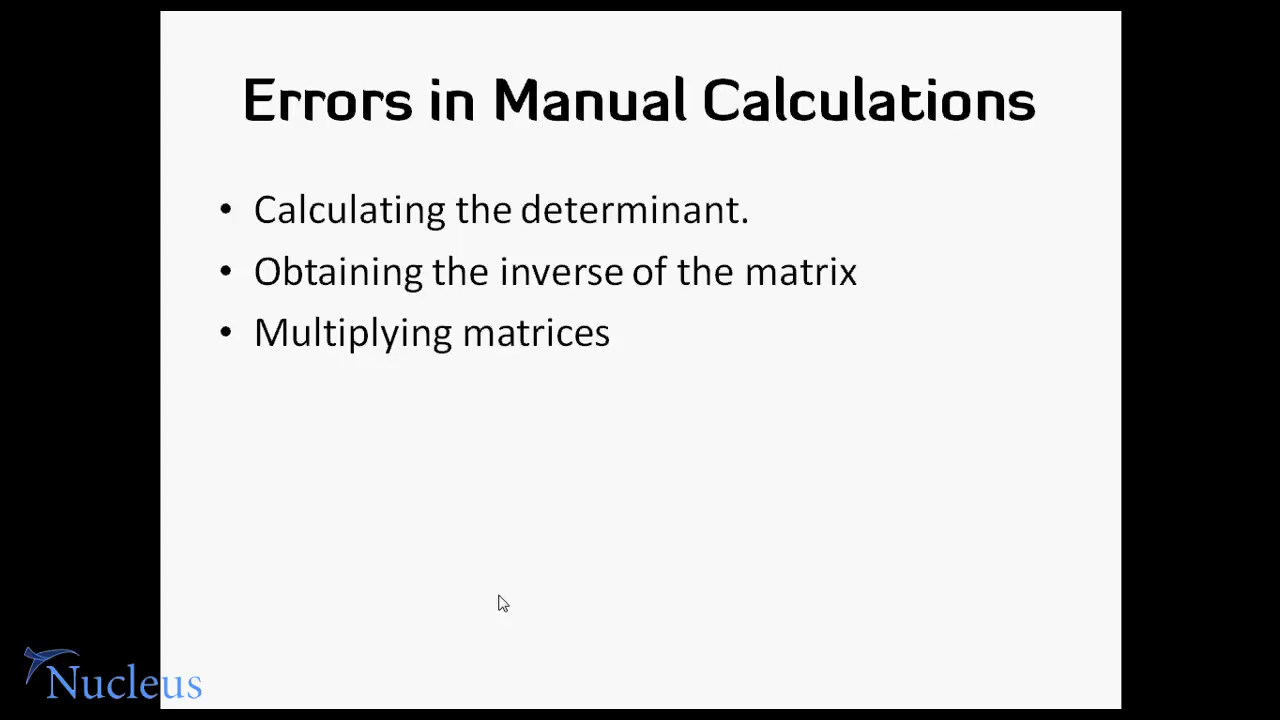 Errors in Manual Calculations
• Calculating the determinant.
• Obtaining the inverse of the matrix
• Multiplying matrices
Nucleus